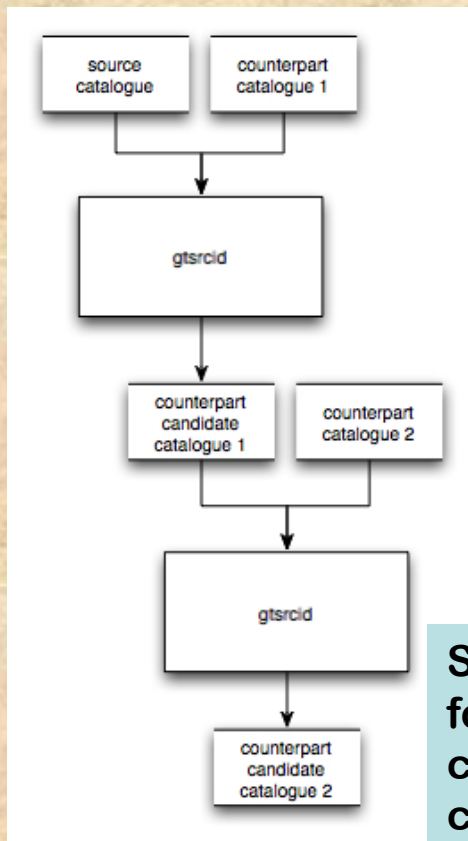 source
catalogue
counterpart
catalogue 1
gtsrcid
counterpart
candidate
catalogue 1
counterpart
catalogue 2
gtsrcid
counterpart
candidate
catalogue 2